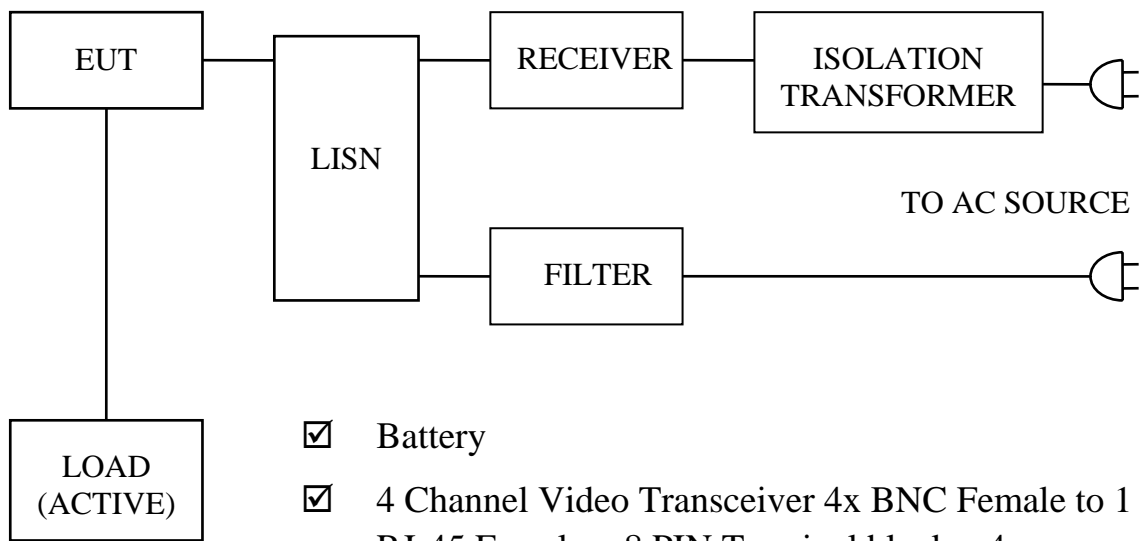 EUT
RECEIVER
ISOLATION
TRANSFORMER
LISN
TO AC SOURCE
FILTER
LOAD
(ACTIVE)
☑ Battery
☑ 4 Channel Video Transceiver 4x BNC Female to 1